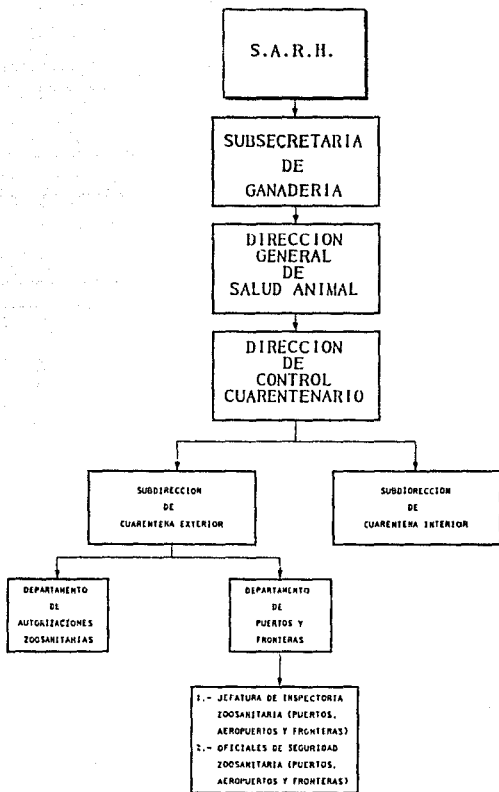 S.A.R.H.
SUBSECRETARIA
DE
GANADERIA
DIRECCION
GENERAL
DE
SALUD ANIMAL
DIRECCION
DE
CONTROL
CUARENTENARIO
SUBDIRECCION
DE
CUARENTENA EXTERIOR
SUBDIORECCION
DE
CUARENTENA INTERIOR
DEPARTAMENTO
DE
AUTORIZACIONES
ZOOSANITARIAS
DEPARTAMENTO
DE
PUERTOS Y
FRONTERAS
1.- JEFATURA DE INSPECTORIA
ZOOSANITARIA (PUERTOS,
AEROPUERTOS Y FRONTERAS)
2.- OFICIALES DE SEGURIDAD
ZOOSANITARIA (PUERTOS,
AEROPUERTOS Y FRONTERAS)